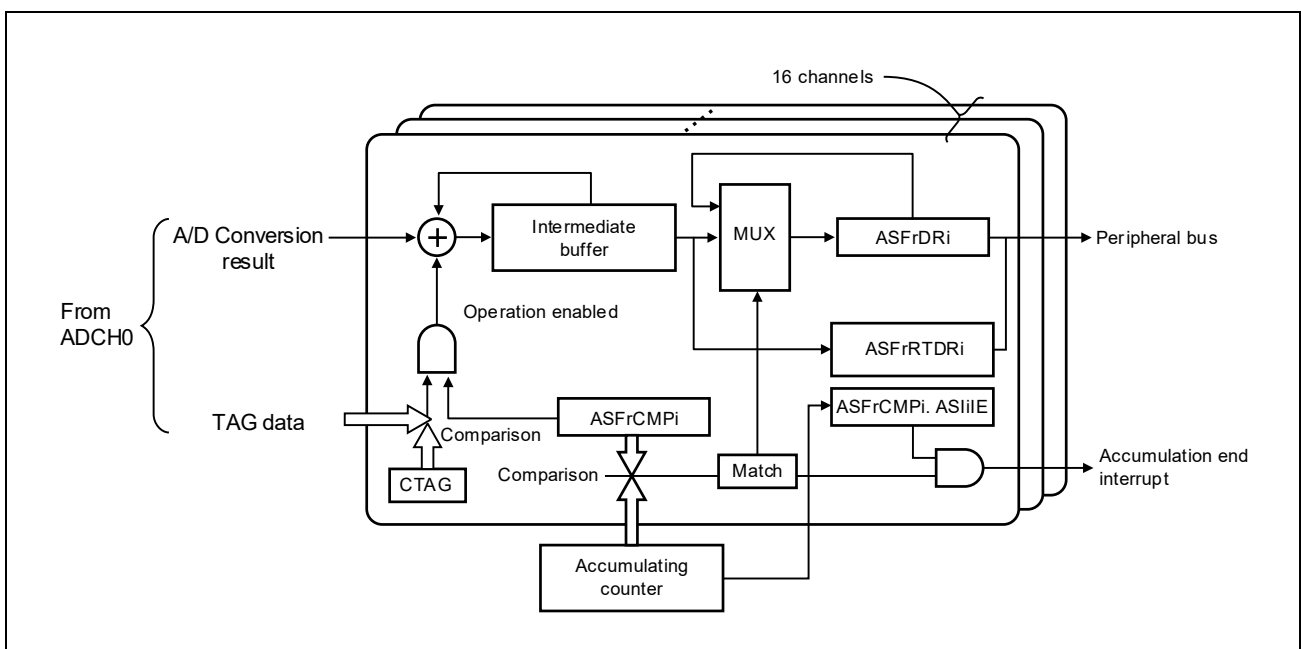 16 channels
A/D Conversion
result
From
ADCH0
TAG data
+
Intermediate
buffer
MUX
ASFrDRi
Peripheral bus
Operation enabled
ASFrRTDRi
ASFrCMPi. ASIiIE
ASFrCMPi
Comparison
CTAG
Comparison
Match
Accumulation end
interrupt
Accumulating
counter